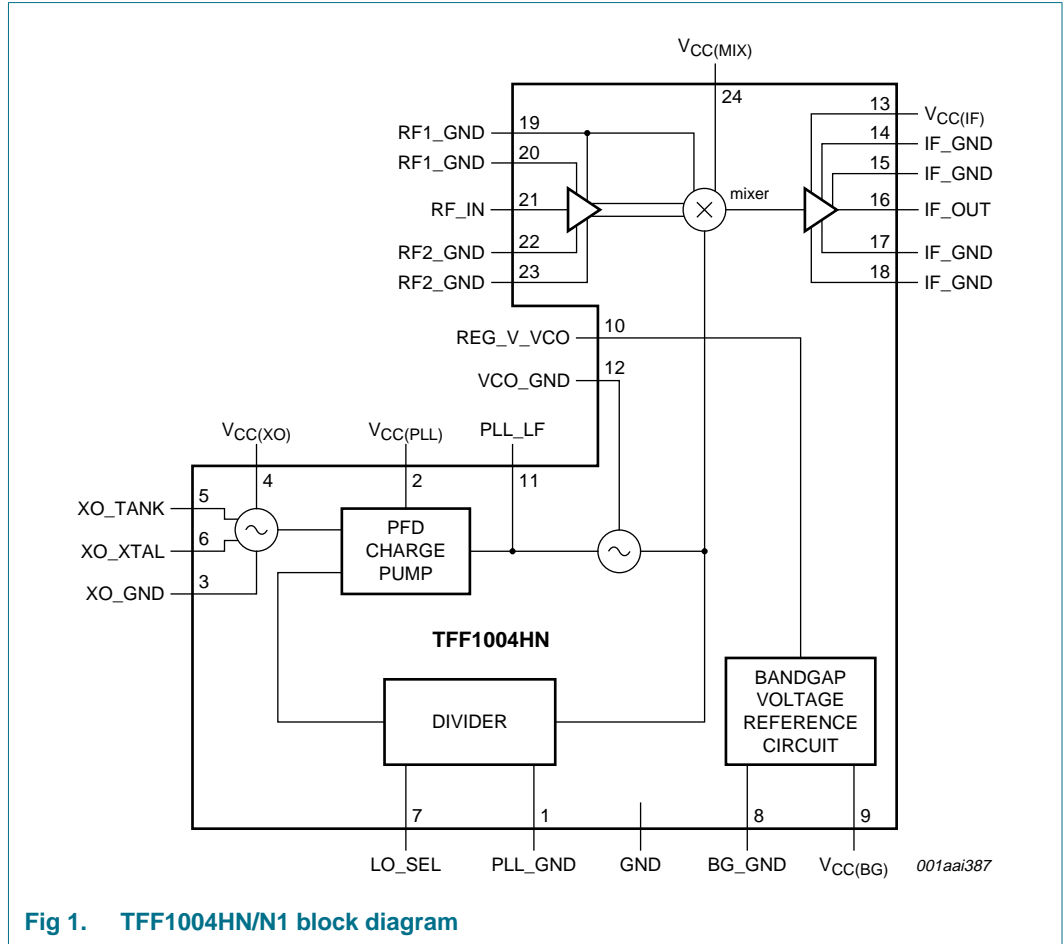 VCC(MIX)
24
RF1_GND 19
RF1_GND 20
RF_IN 21
RF2_GND 22
RF2_GND 23
mixer
13 VCC(IF)
14 IF_GND
15 IF_GND
16 IF_OUT
17 IF_GND
18 IF_GND
REG_V_VCO 10
VCO_GND 12
VCC(XO)
4
VCC(PLL)
2
PLL_LF
11
XO_TANK 5
XO_XTAL 6
XO_GND 3
PFD
CHARGE
PUMP
TFF1004HN
DIVIDER
BANDGAP
VOLTAGE
REFERENCE
CIRCUIT
7
1
8
9
LO_SEL
PLL_GND
GND
BG_GND
VCC(BG)
001aai387
Fig 1. TFF1004HN/N1 block diagram